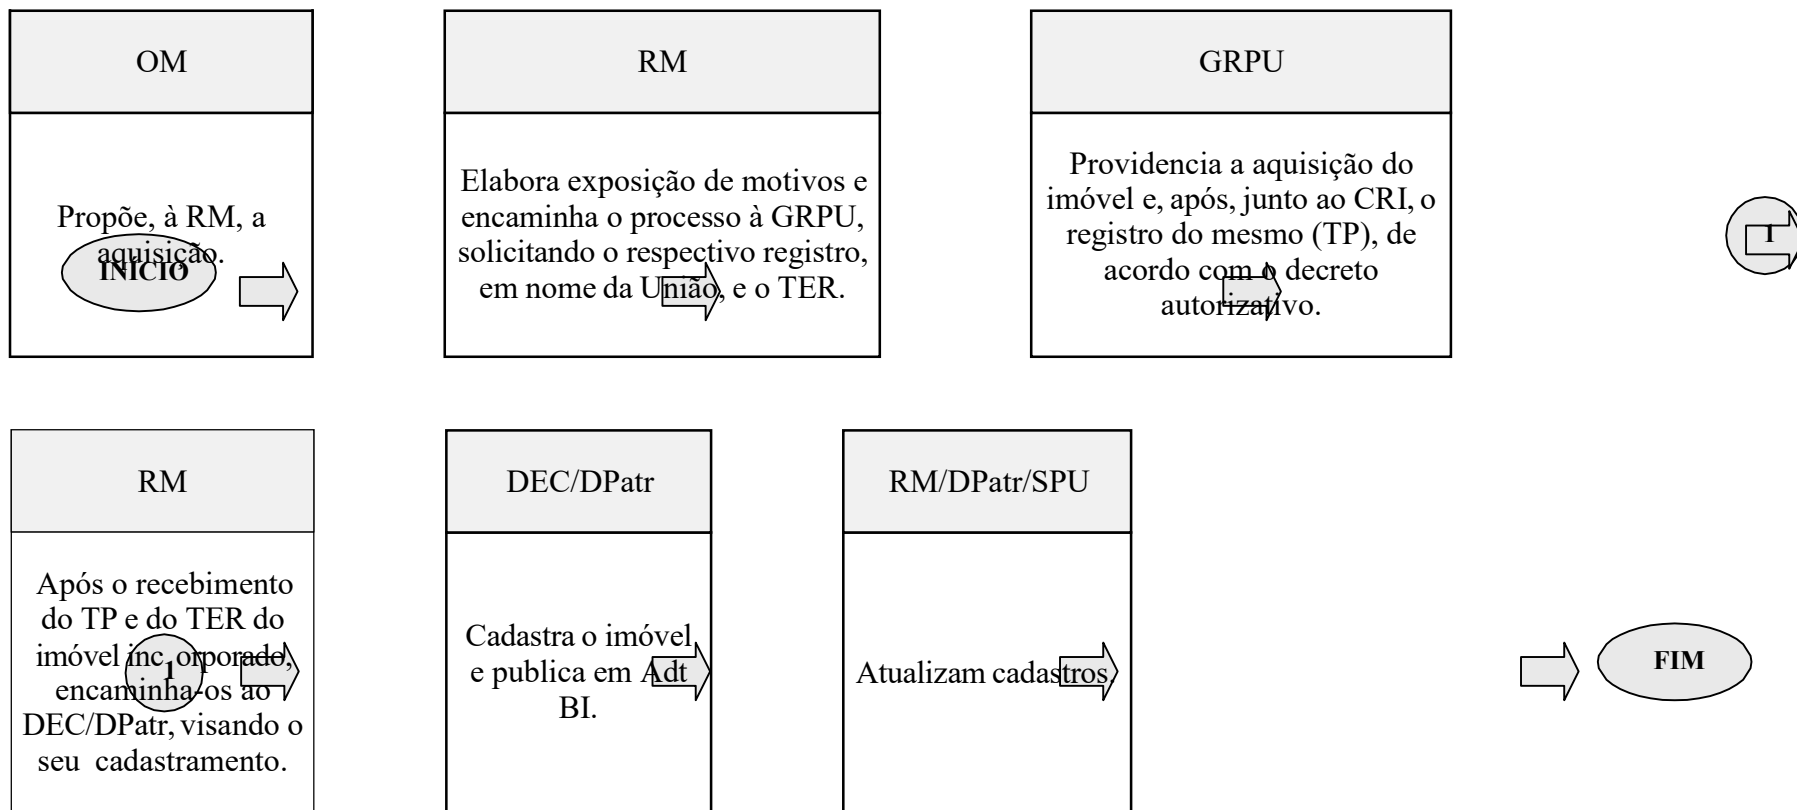 OM
Propõe, à RM, a
aquisição.
INÍCIO
RM
Elabora exposição de motivos e
encaminha o processo à GRPU,
solicitando o respectivo registro,
em nome da União, e o TER.
GRPU
Providencia a aquisição do
imóvel e, após, junto ao CRI, o
registro do mesmo (TP), de
acordo com o decreto
autorizativo.
1
RM
Após o recebimento
do TP e do TER do
imóvel inc orporado,
encaminha-os ao
DEC/DPatr, visando o
seu cadastramento.
1
DEC/DPatr
Cadastra o imóvel
e publica em Adt
BI.
RM/DPatr/SPU
Atualizam cadastros.
FIM